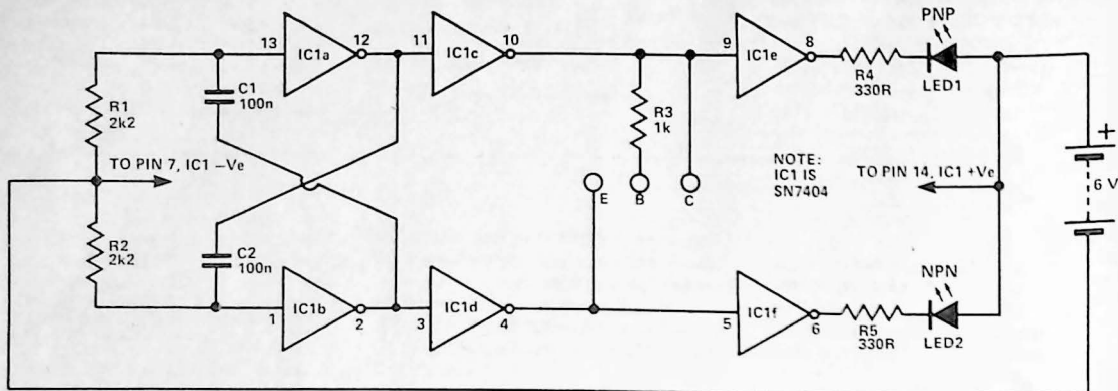 PNP
13
12
11
10
9
8
IC1a
IC1c
IC1e
R4
330R
LED1
C1
100n
R1
2k2
R3
1k
+
TO PIN 7, IC1 –Ve
NOTE:
IC1 IS
SN7404
TO PIN 14, IC1 +Ve
6 V
E
B
C
R2
2k2
C2
100n
NPN
1
2
3
4
5
6
IC1b
IC1d
IC1f
R5
330R
LED2